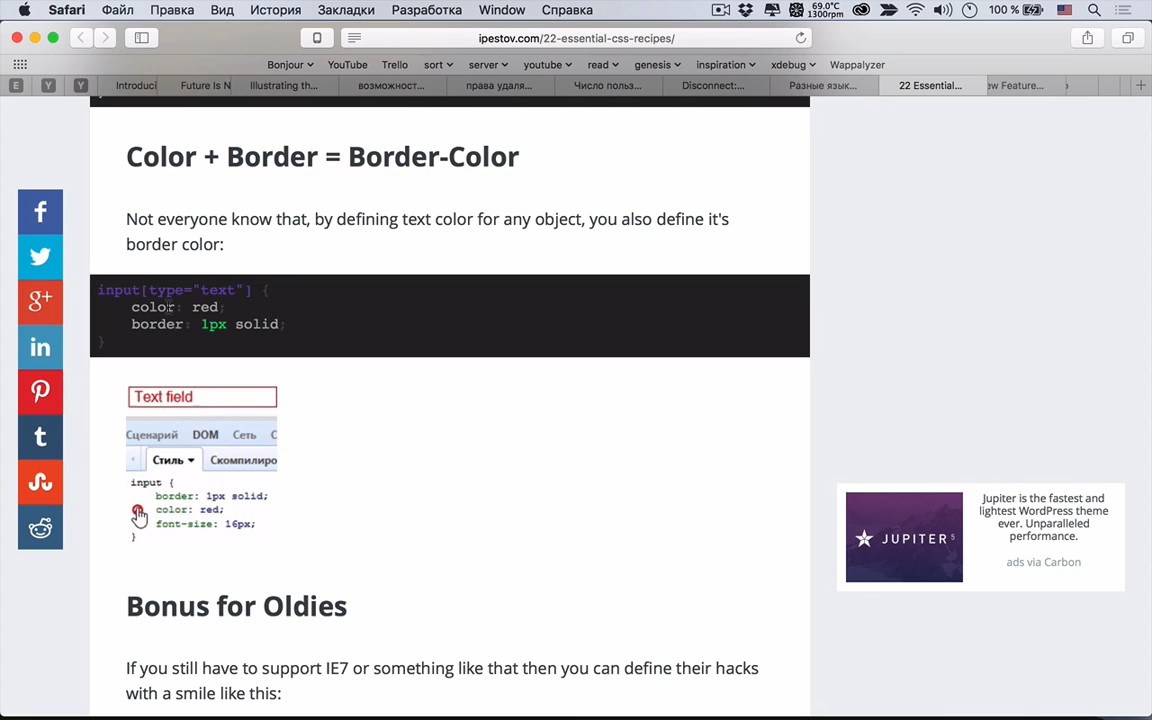 Safari Файл Правка Вид История Закладки Разработка Window Справка 69.0°C 1300rpm 100 %
ipestov.com/22-essential-css-recipes/
Bonjour YouTube Trello sort server youtube read genesis inspiration xdebug Wappalyzer
E Y Y Introduci Future Is N Illustrating th... возможност... права удаля... Число польз... Disconnect:... Разные язык... 22 Essential... ew Feature...
Color + Border = Border-Color
Not everyone know that, by defining text color for any object, you also define it's
border color:
input[type="text"] {
color: red;
border: 1px solid;
}
Text field
Сценарий DOM Сеть С
Стиль Скомпилиро
input {
border: 1px solid;
color: red;
font-size: 16px;
}
Bonus for Oldies
If you still have to support IE7 or something like that then you can define their hacks
with a smile like this:
f
g+
in
t
JUPITER 5
Jupiter is the fastest and
lightest WordPress theme
ever. Unparalleled
performance.
ads via Carbon